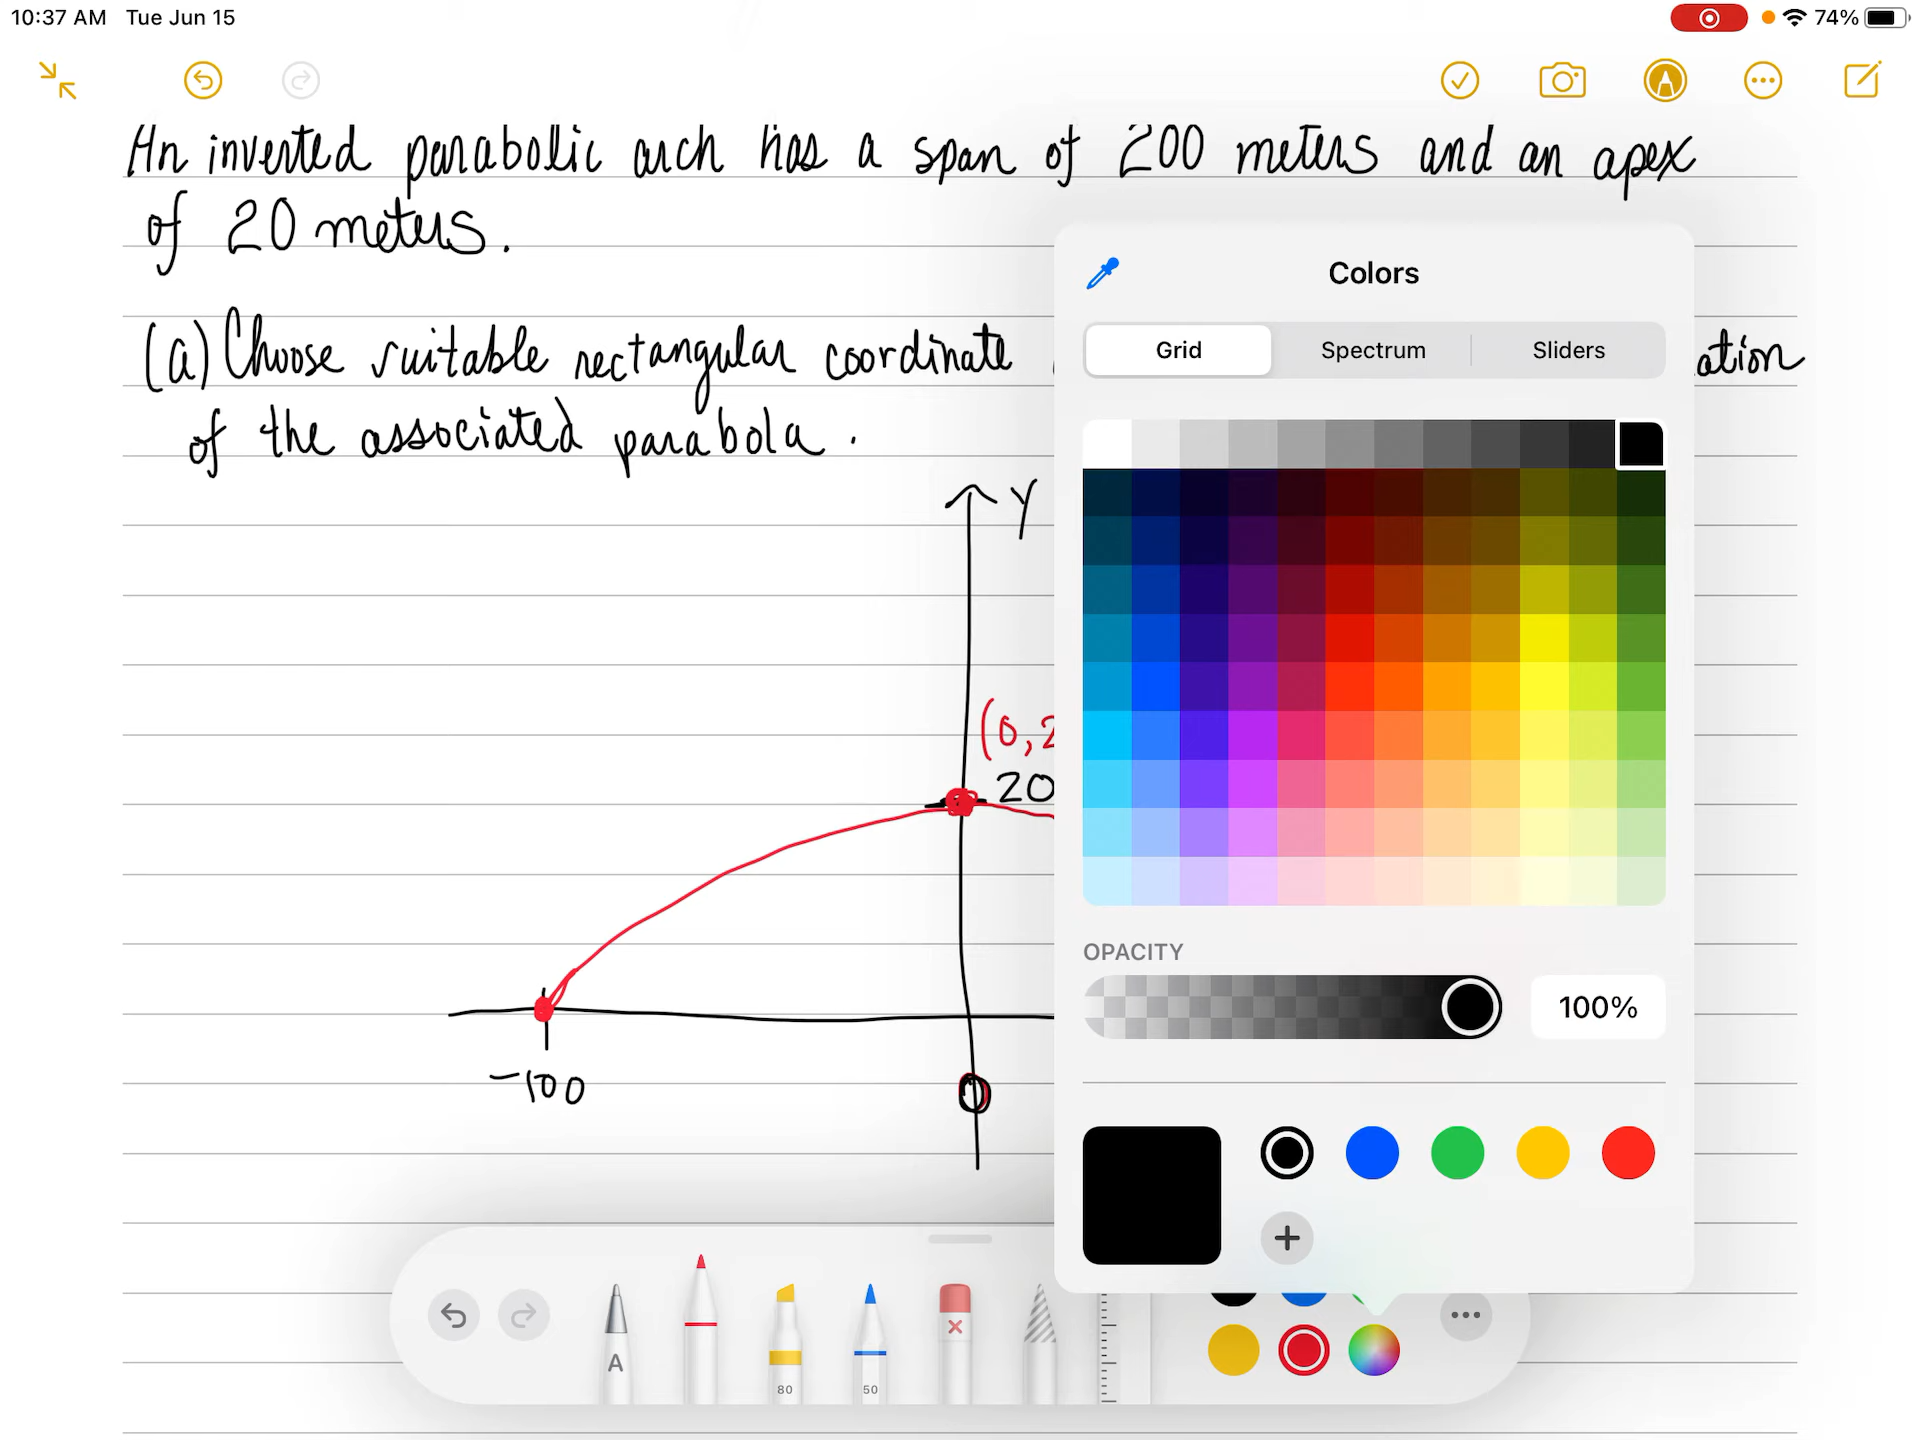 10:37 AM Tue Jun 15
74%
An inverted parabolic arch has a span of 200 meters and an apex
of 20 meters.
Colors
Grid Spectrum Sliders
(a) Choose suitable rectangular coordinate ation
of the associated parabola.
Y
(0, 2
20
OPACITY
100%
-100
0
A
80
50